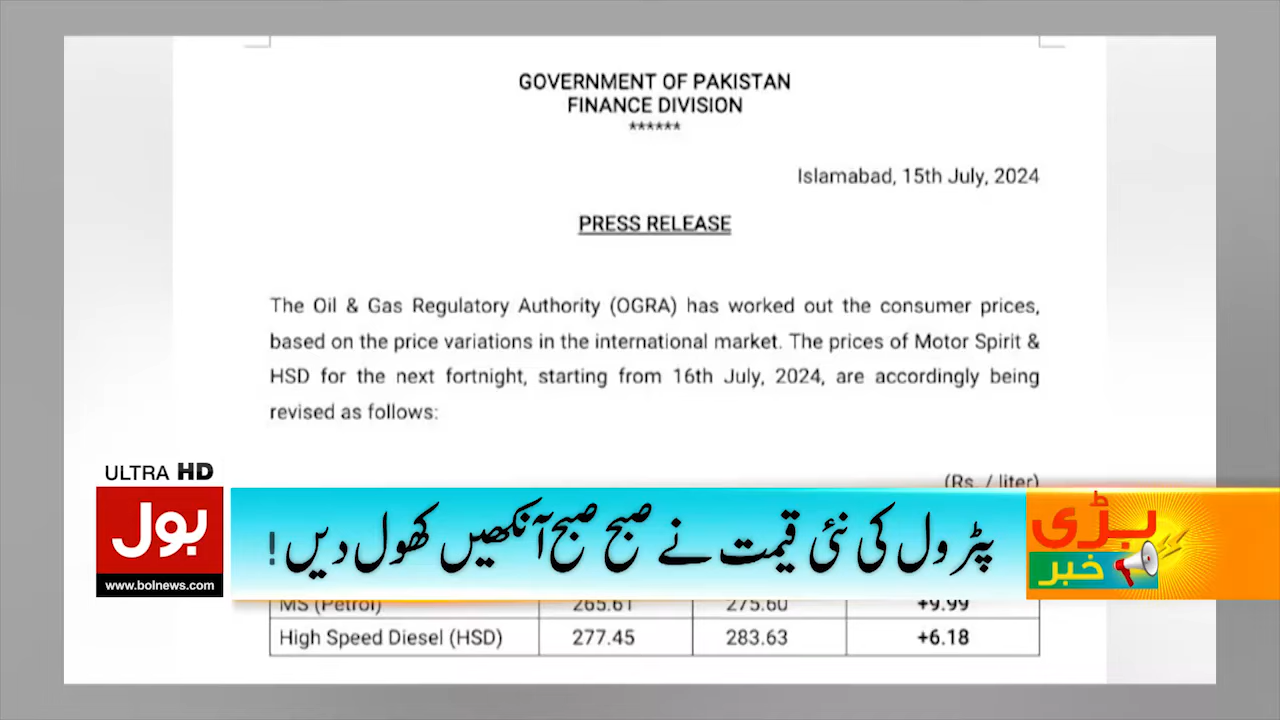 GOVERNMENT OF PAKISTAN
FINANCE DIVISION
******
Islamabad, 15th July, 2024
PRESS RELEASE
The Oil & Gas Regulatory Authority (OGRA) has worked out the consumer prices,
based on the price variations in the international market. The prices of Motor Spirit &
HSD for the next fortnight, starting from 16th July, 2024, are accordingly being
revised as follows:
(Rs. / liter)
ULTRA HD
بول
www.bolnews.com
پٹرول کی نئی قیمت نے صبح صبح آنکھیں کھول دیں!
بڑی
خبر
MS (Petrol) 265.61 275.60 +9.99
High Speed Diesel (HSD) 277.45 283.63 +6.18